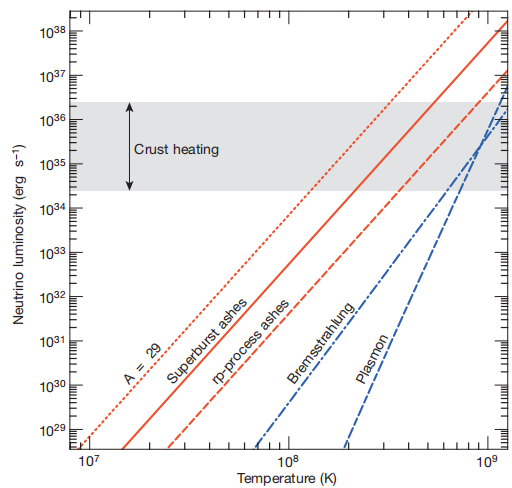 10³⁸
10³⁷
10³⁶
10³⁵
10³⁴
10³³
10³²
10³¹
10³⁰
10²⁹
Neutrino luminosity (erg s⁻¹)
Crust heating
A = 29
Superburst ashes
rp-process ashes
Bremsstrahlung
Plasmon
10⁷
10⁸
10⁹
Temperature (K)